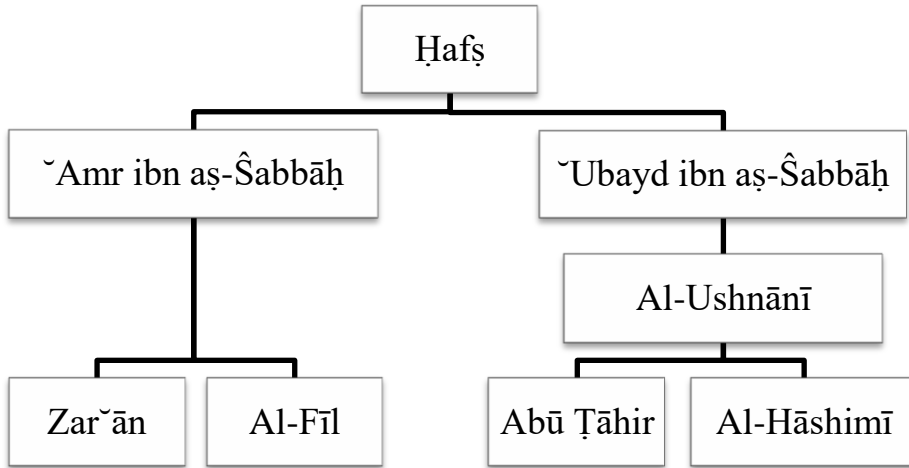 Ḥafṣ
˘Amr ibn aṣ-Ŝabbāḥ
˘Ubayd ibn aṣ-Ŝabbāḥ
Al-Ushnānī
Zar˘ān
Al-Fīl
Abū Ṭāhir
Al-Hāshimī